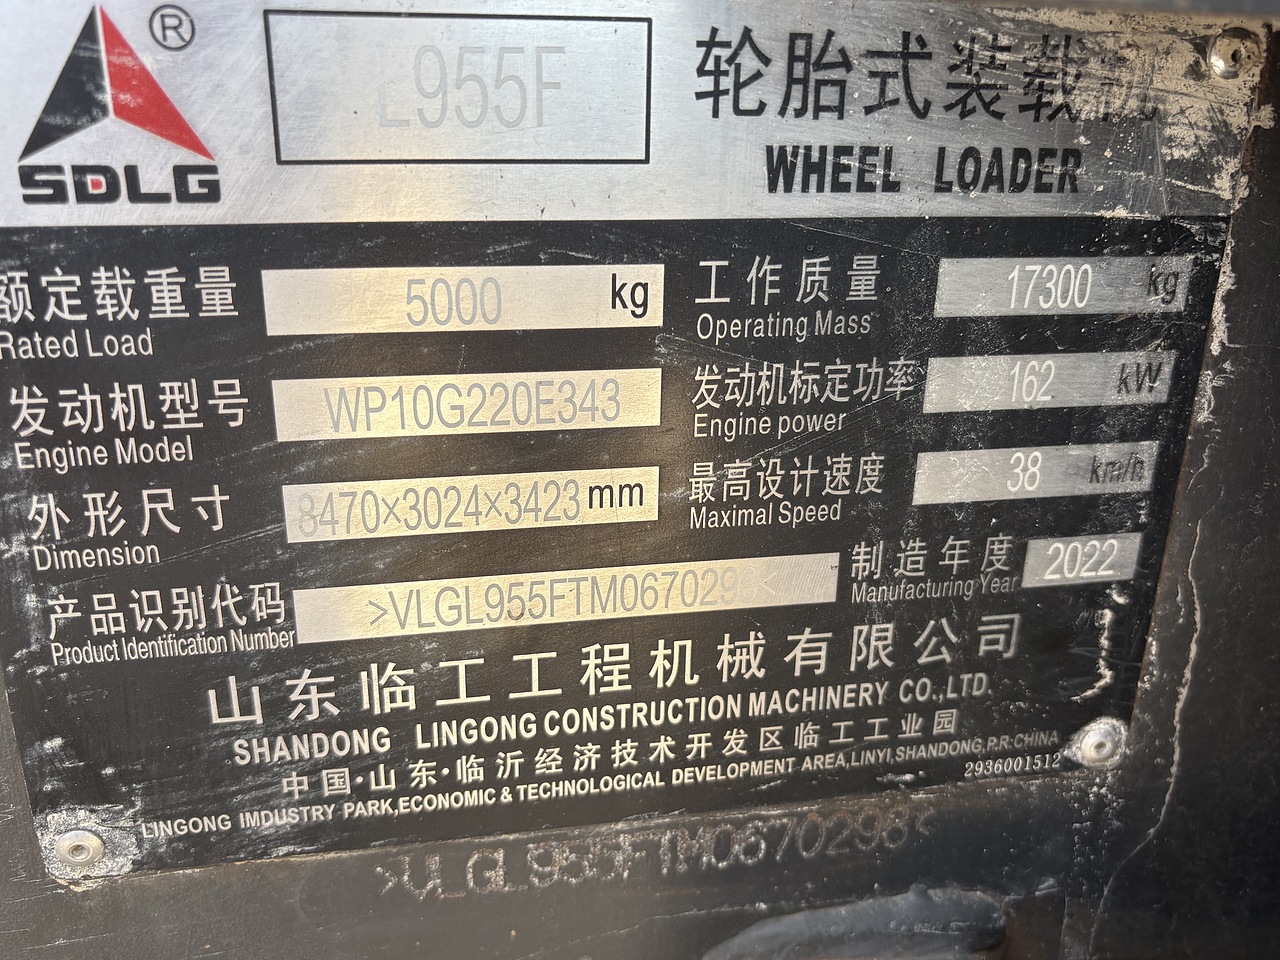 ®
SDLG
L955F
轮胎式装载机
WHEEL LOADER
额定载重量 5000 kg
Rated Load
工作质量 17300 kg
Operating Mass
发动机型号 WP10G220E343
Engine Model
发动机标定功率 162 kW
Engine power
外形尺寸 8470×3024×3423 mm
Dimension
最高设计速度 38 km/h
Maximal Speed
产品识别代码 >VLGL955FTM0670298<
Product Identification Number
制造年度 2022
Manufacturing Year
山东临工工程机械有限公司
SHANDONG LINGONG CONSTRUCTION MACHINERY CO.,LTD.
中国·山东·临沂经济技术开发区临工工业园
LINGONG IMDUSTRY PARK,ECONOMIC & TECHNOLOGICAL DEVELOPMENT AREA,LINYI,SHANDONG,P.R.CHINA
2936001512
>VLGL955FTM0670298<